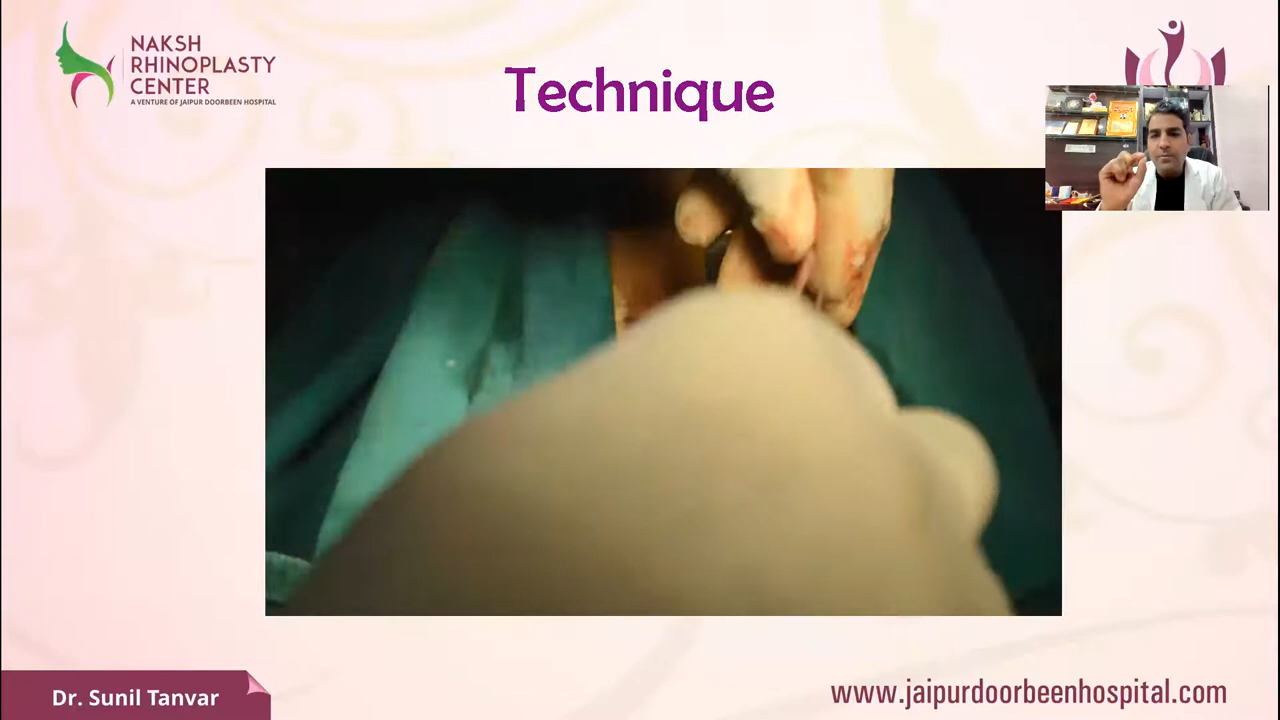 NAKSH
RHINOPLASTY
CENTER
A VENTURE OF JAIPUR DOORBEEN HOSPITAL
Technique
Dr. Sunil Tanvar
www.jaipurdoorbeenhospital.com